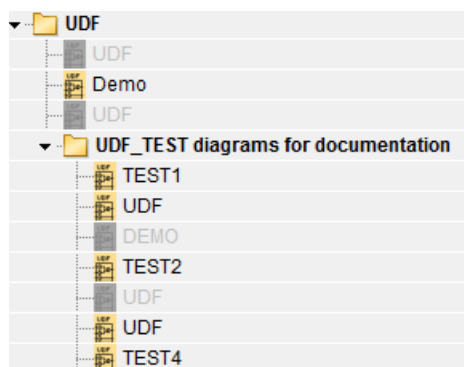 UDF
UDF
Demo
UDF
UDF_TEST diagrams for documentation
TEST1
UDF
DEMO
TEST2
UDF
UDF
TEST4